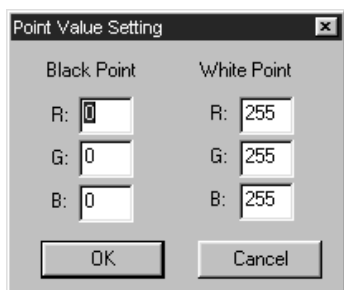 Point Value Setting
Black Point White Point
R: 0 R: 255
G: 0 G: 255
B: 0 B: 255
OK Cancel